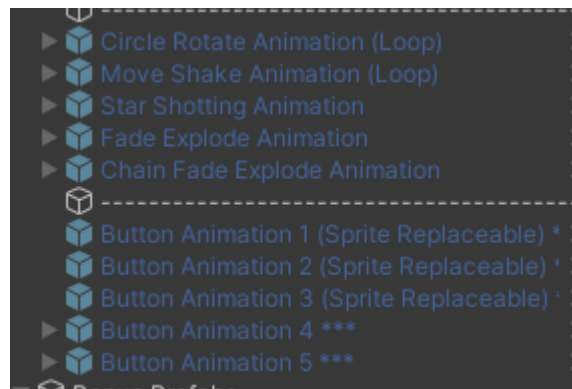 --------------------------------------------
Circle Rotate Animation (Loop)
Move Shake Animation (Loop)
Star Shotting Animation
Fade Explode Animation
Chain Fade Explode Animation
--------------------------------------------
Button Animation 1 (Sprite Replaceable) *
Button Animation 2 (Sprite Replaceable) *
Button Animation 3 (Sprite Replaceable) *
Button Animation 4 ***
Button Animation 5 ***